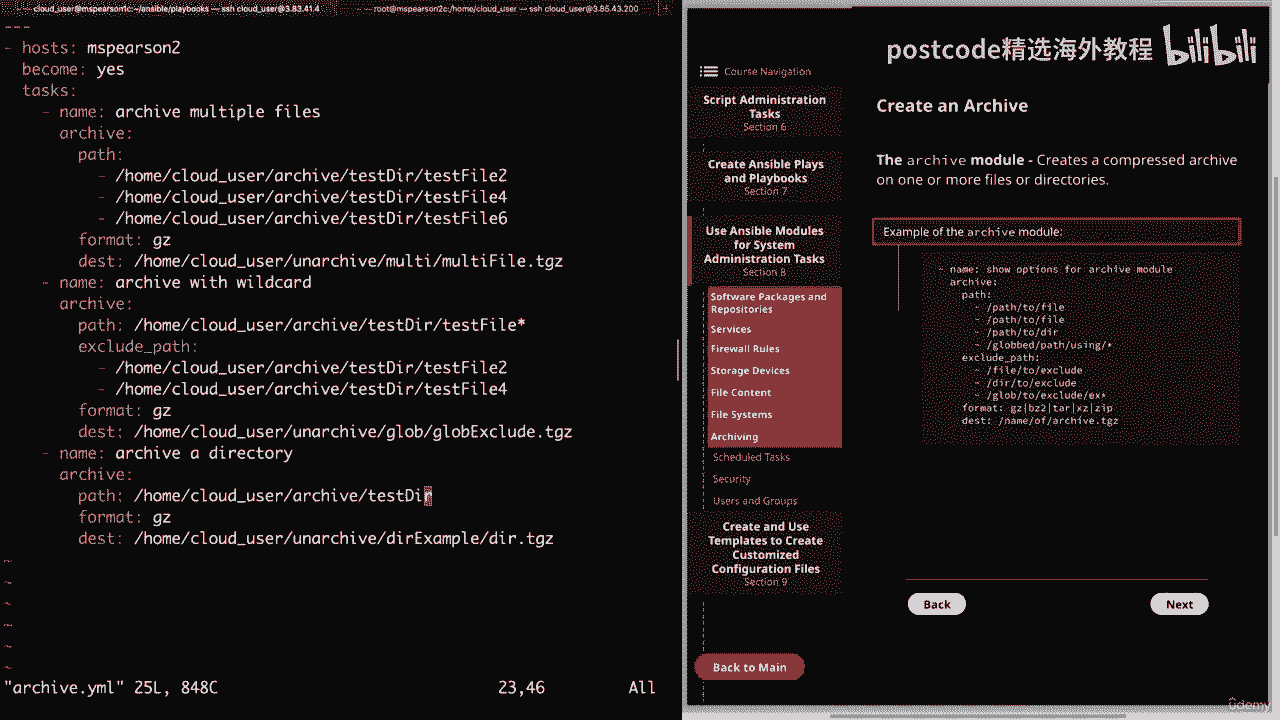 cloud_user@mspearson1c:~/ansible/playbooks — ssh cloud_user@3.83.41.4
root@mspearson2c:/home/cloud_user — ssh cloud_user@3.85.43.200
---
- hosts: mspearson2
  become: yes
  tasks:
    - name: archive multiple files
      archive:
        path:
          - /home/cloud_user/archive/testDir/testFile2
          - /home/cloud_user/archive/testDir/testFile4
          - /home/cloud_user/archive/testDir/testFile6
        format: gz
        dest: /home/cloud_user/unarchive/multi/multiFile.tgz
    - name: archive with wildcard
      archive:
        path: /home/cloud_user/archive/testDir/testFile*
        exclude_path:
          - /home/cloud_user/archive/testDir/testFile2
          - /home/cloud_user/archive/testDir/testFile4
        format: gz
        dest: /home/cloud_user/unarchive/glob/globExclude.tgz
    - name: archive a directory
      archive:
        path: /home/cloud_user/archive/testDir
        format: gz
        dest: /home/cloud_user/unarchive/dirExample/dir.tgz
~
~
~
~
~
~
"archive.yml" 25L, 848C 23,46 All
postcode精选海外教程 bilibili
Course Navigation
Script Administration
Tasks
Section 6
Create Ansible Plays
and Playbooks
Section 7
Use Ansible Modules
for System
Administration Tasks
Section 8
Software Packages and
Repositories
Services
Firewall Rules
Storage Devices
File Content
File Systems
Archiving
Scheduled Tasks
Security
Users and Groups
Create and Use
Templates to Create
Customized
Configuration Files
Section 9
Back to Main
Create an Archive
The archive module - Creates a compressed archive
on one or more files or directories.
Example of the archive module:
- name: show options for archive module
  archive:
    path:
      - /path/to/file
      - /path/to/file
      - /path/to/dir
      - /globbed/path/using/*
    exclude_path:
      - /file/to/exclude
      - /dir/to/exclude
      - /glob/to/exclude/ex*
    format: gz|bz2|tar|xz|zip
    dest: /name/of/archive.tgz
Back
Next
ûdemy